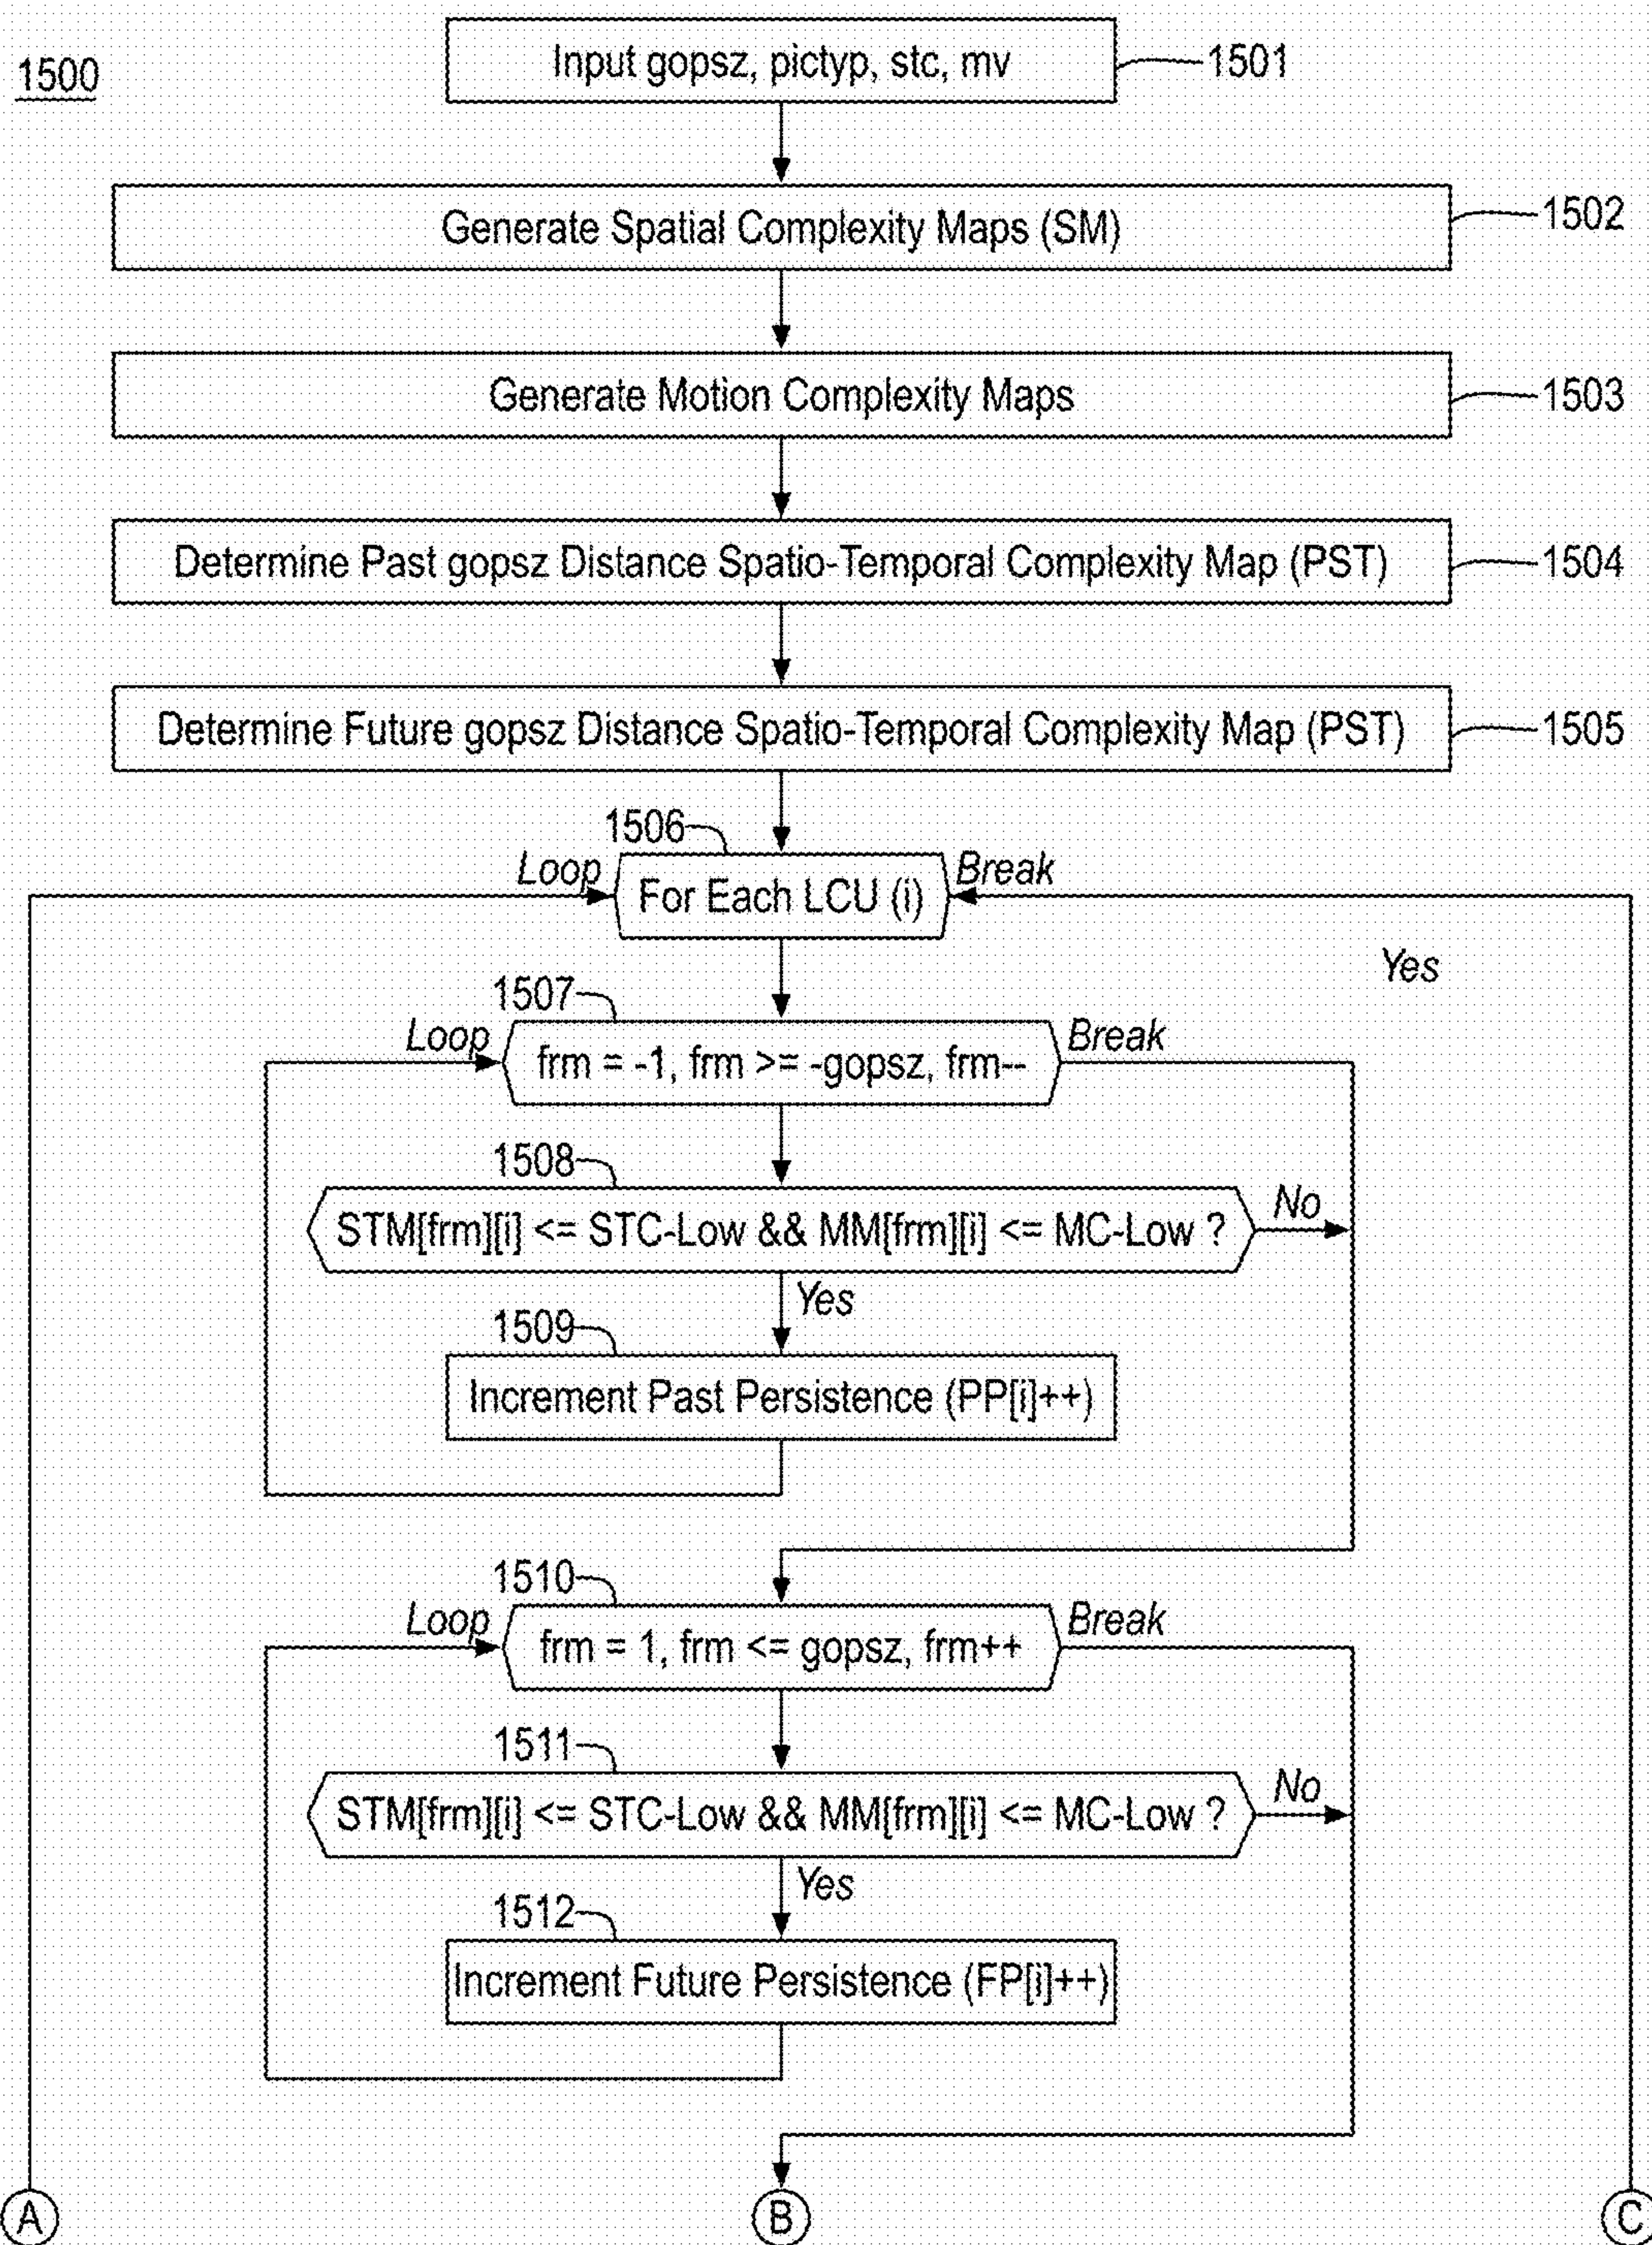 1500
Input gopsz, pictyp, stc, mv
1501
Generate Spatial Complexity Maps (SM)
1502
Generate Motion Complexity Maps
1503
Determine Past gopsz Distance Spatio-Temporal Complexity Map (PST)
1504
Determine Future gopsz Distance Spatio-Temporal Complexity Map (PST)
1505
1506
Loop
For Each LCU (i)
Break
Yes
1507
Loop
frm = -1, frm >= -gopsz, frm--
Break
1508
STM[frm][i] <= STC-Low && MM[frm][i] <= MC-Low ?
No
Yes
1509
Increment Past Persistence (PP[i]++)
1510
Loop
frm = 1, frm <= gopsz, frm++
Break
1511
STM[frm][i] <= STC-Low && MM[frm][i] <= MC-Low ?
No
Yes
1512
Increment Future Persistence (FP[i]++)
A
B
C